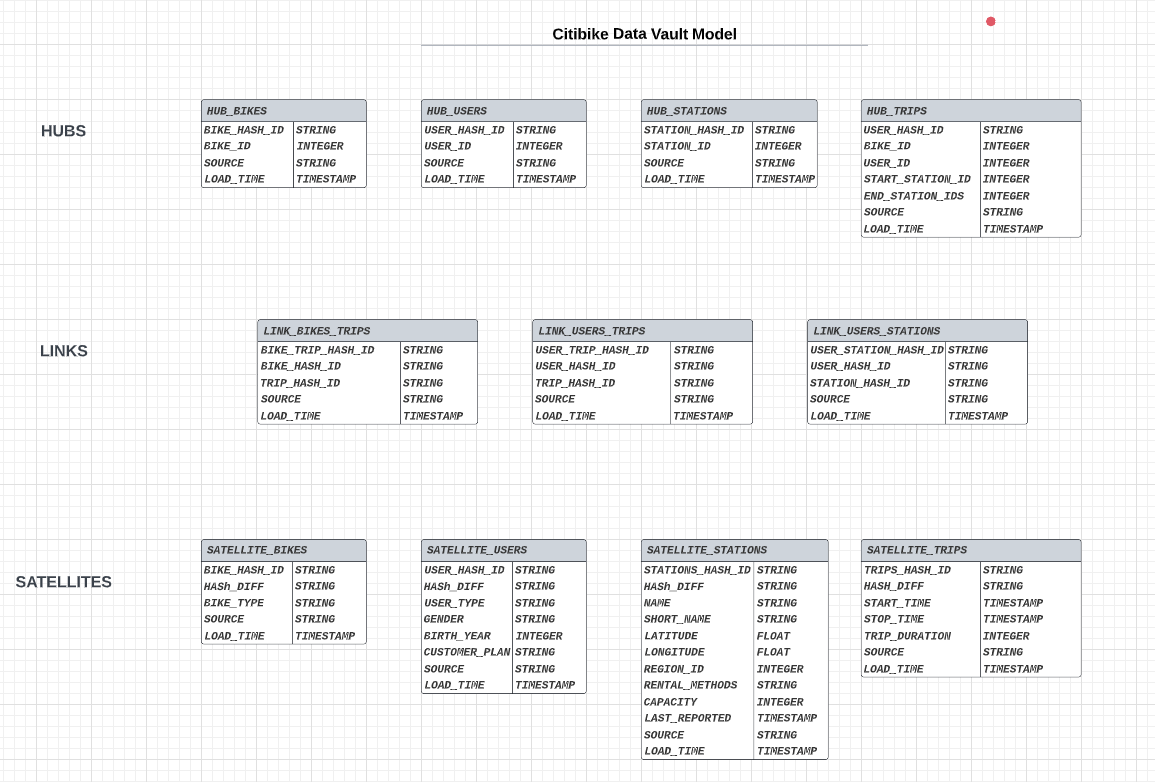 Citibike Data Vault Model
HUBS
HUB_BIKES
BIKE_HASH_ID STRING
BIKE_ID INTEGER
SOURCE STRING
LOAD_TIME TIMESTAMP
HUB_USERS
USER_HASH_ID STRING
USER_ID INTEGER
SOURCE STRING
LOAD_TIME TIMESTAMP
HUB_STATIONS
STATION_HASH_ID STRING
STATION_ID INTEGER
SOURCE STRING
LOAD_TIME TIMESTAMP
HUB_TRIPS
USER_HASH_ID STRING
BIKE_ID INTEGER
USER_ID INTEGER
START_STATION_ID INTEGER
END_STATION_IDS INTEGER
SOURCE STRING
LOAD_TIME TIMESTAMP
LINKS
LINK_BIKES_TRIPS
BIKE_TRIP_HASH_ID STRING
BIKE_HASH_ID STRING
TRIP_HASH_ID STRING
SOURCE STRING
LOAD_TIME TIMESTAMP
LINK_USERS_TRIPS
USER_TRIP_HASH_ID STRING
USER_HASH_ID STRING
TRIP_HASH_ID STRING
SOURCE STRING
LOAD_TIME TIMESTAMP
LINK_USERS_STATIONS
USER_STATION_HASH_ID STRING
USER_HASH_ID STRING
STATION_HASH_ID STRING
SOURCE STRING
LOAD_TIME TIMESTAMP
SATELLITES
SATELLITE_BIKES
BIKE_HASH_ID STRING
HASh_DIFF STRING
BIKE_TYPE STRING
SOURCE STRING
LOAD_TIME TIMESTAMP
SATELLITE_USERS
USER_HASH_ID STRING
HASh_DIFF STRING
USER_TYPE STRING
GENDER STRING
BIRTH_YEAR INTEGER
CUSTOMER_PLAN STRING
SOURCE STRING
LOAD_TIME TIMESTAMP
SATELLITE_STATIONS
STATIONS_HASH_ID STRING
HASh_DIFF STRING
NAME STRING
SHORT_NAME STRING
LATITUDE FLOAT
LONGITUDE FLOAT
REGION_ID INTEGER
RENTAL_METHODS STRING
CAPACITY INTEGER
LAST_REPORTED TIMESTAMP
SOURCE STRING
LOAD_TIME TIMESTAMP
SATELLITE_TRIPS
TRIPS_HASH_ID STRING
HASH_DIFF STRING
START_TIME TIMESTAMP
STOP_TIME TIMESTAMP
TRIP_DURATION INTEGER
SOURCE STRING
LOAD_TIME TIMESTAMP